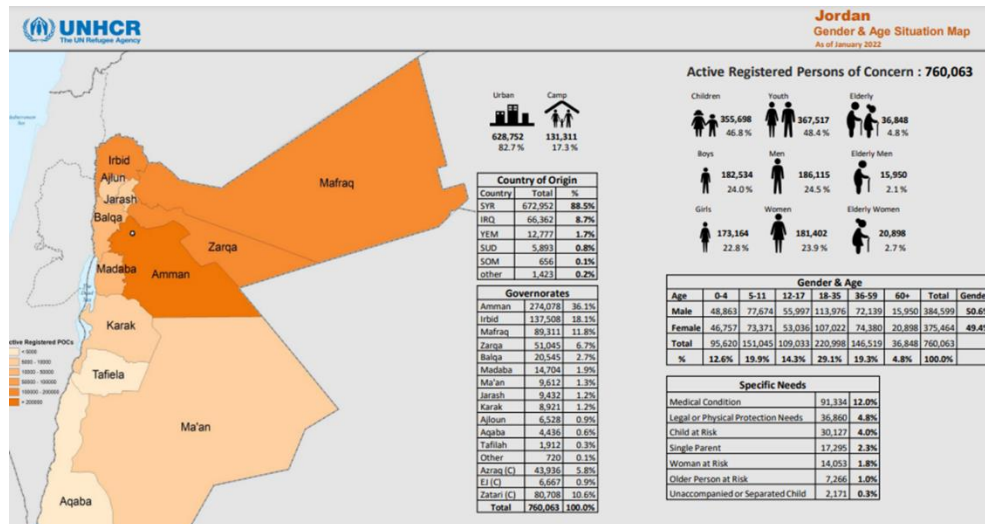 UNHCR
The UN Refugee Agency
Jordan
Gender & Age Situation Map
As of January 2022
Irbid
Ajlun
Jarash
Balqa
Mafraq
Zarqa
Madaba
Amman
Karak
Tafiela
Ma'an
Aqaba
Active Registered POCs
Urban Camp
628,752 131,311
82.7% 17.3%
Country of Origin
Country Total %
SYR 672,952 88.5%
IRQ 66,362 8.7%
YEM 12,777 1.7%
SUD 5,893 0.8%
SOM 656 0.1%
other 1,423 0.2%
Governorates
Amman 274,078 36.1%
Irbid 137,508 18.1%
Mafraq 89,311 11.8%
Zarqa 51,045 6.7%
Balqa 20,545 2.7%
Madaba 14,704 1.9%
Ma'an 9,612 1.3%
Jarash 9,432 1.2%
Karak 8,921 1.2%
Ajloun 6,528 0.9%
Aqaba 4,436 0.6%
Tafilah 1,912 0.3%
Other 720 0.1%
Azraq (C) 43,936 5.8%
EJ (C) 6,667 0.9%
Zatari (C) 80,708 10.6%
Total 760,063 100.0%
Active Registered Persons of Concern : 760,063
Children Youth Elderly
355,698 367,517 36,848
46.8 % 48.4 % 4.8 %
Boys Men Elderly Men
182,534 186,115 15,950
24.0 % 24.5 % 2.1 %
Girls Women Elderly Women
173,164 181,402 20,898
22.8 % 23.9 % 2.7 %
Gender & Age
Age 0-4 5-11 12-17 18-35 36-59 60+ Total Gende
Male 48,863 77,674 55,997 113,976 72,139 15,950 384,599 50.6%
Female 46,757 73,371 53,036 107,022 74,380 20,898 375,464 49.4%
Total 95,620 151,045 109,033 220,998 146,519 36,848 760,063
% 12.6% 19.9% 14.3% 29.1% 19.3% 4.8% 100.0%
Specific Needs
Medical Condition 91,334 12.0%
Legal or Physical Protection Needs 36,860 4.8%
Child at Risk 30,127 4.0%
Single Parent 17,295 2.3%
Woman at Risk 14,053 1.8%
Older Person at Risk 7,266 1.0%
Unaccompanied or Separated Child 2,171 0.3%